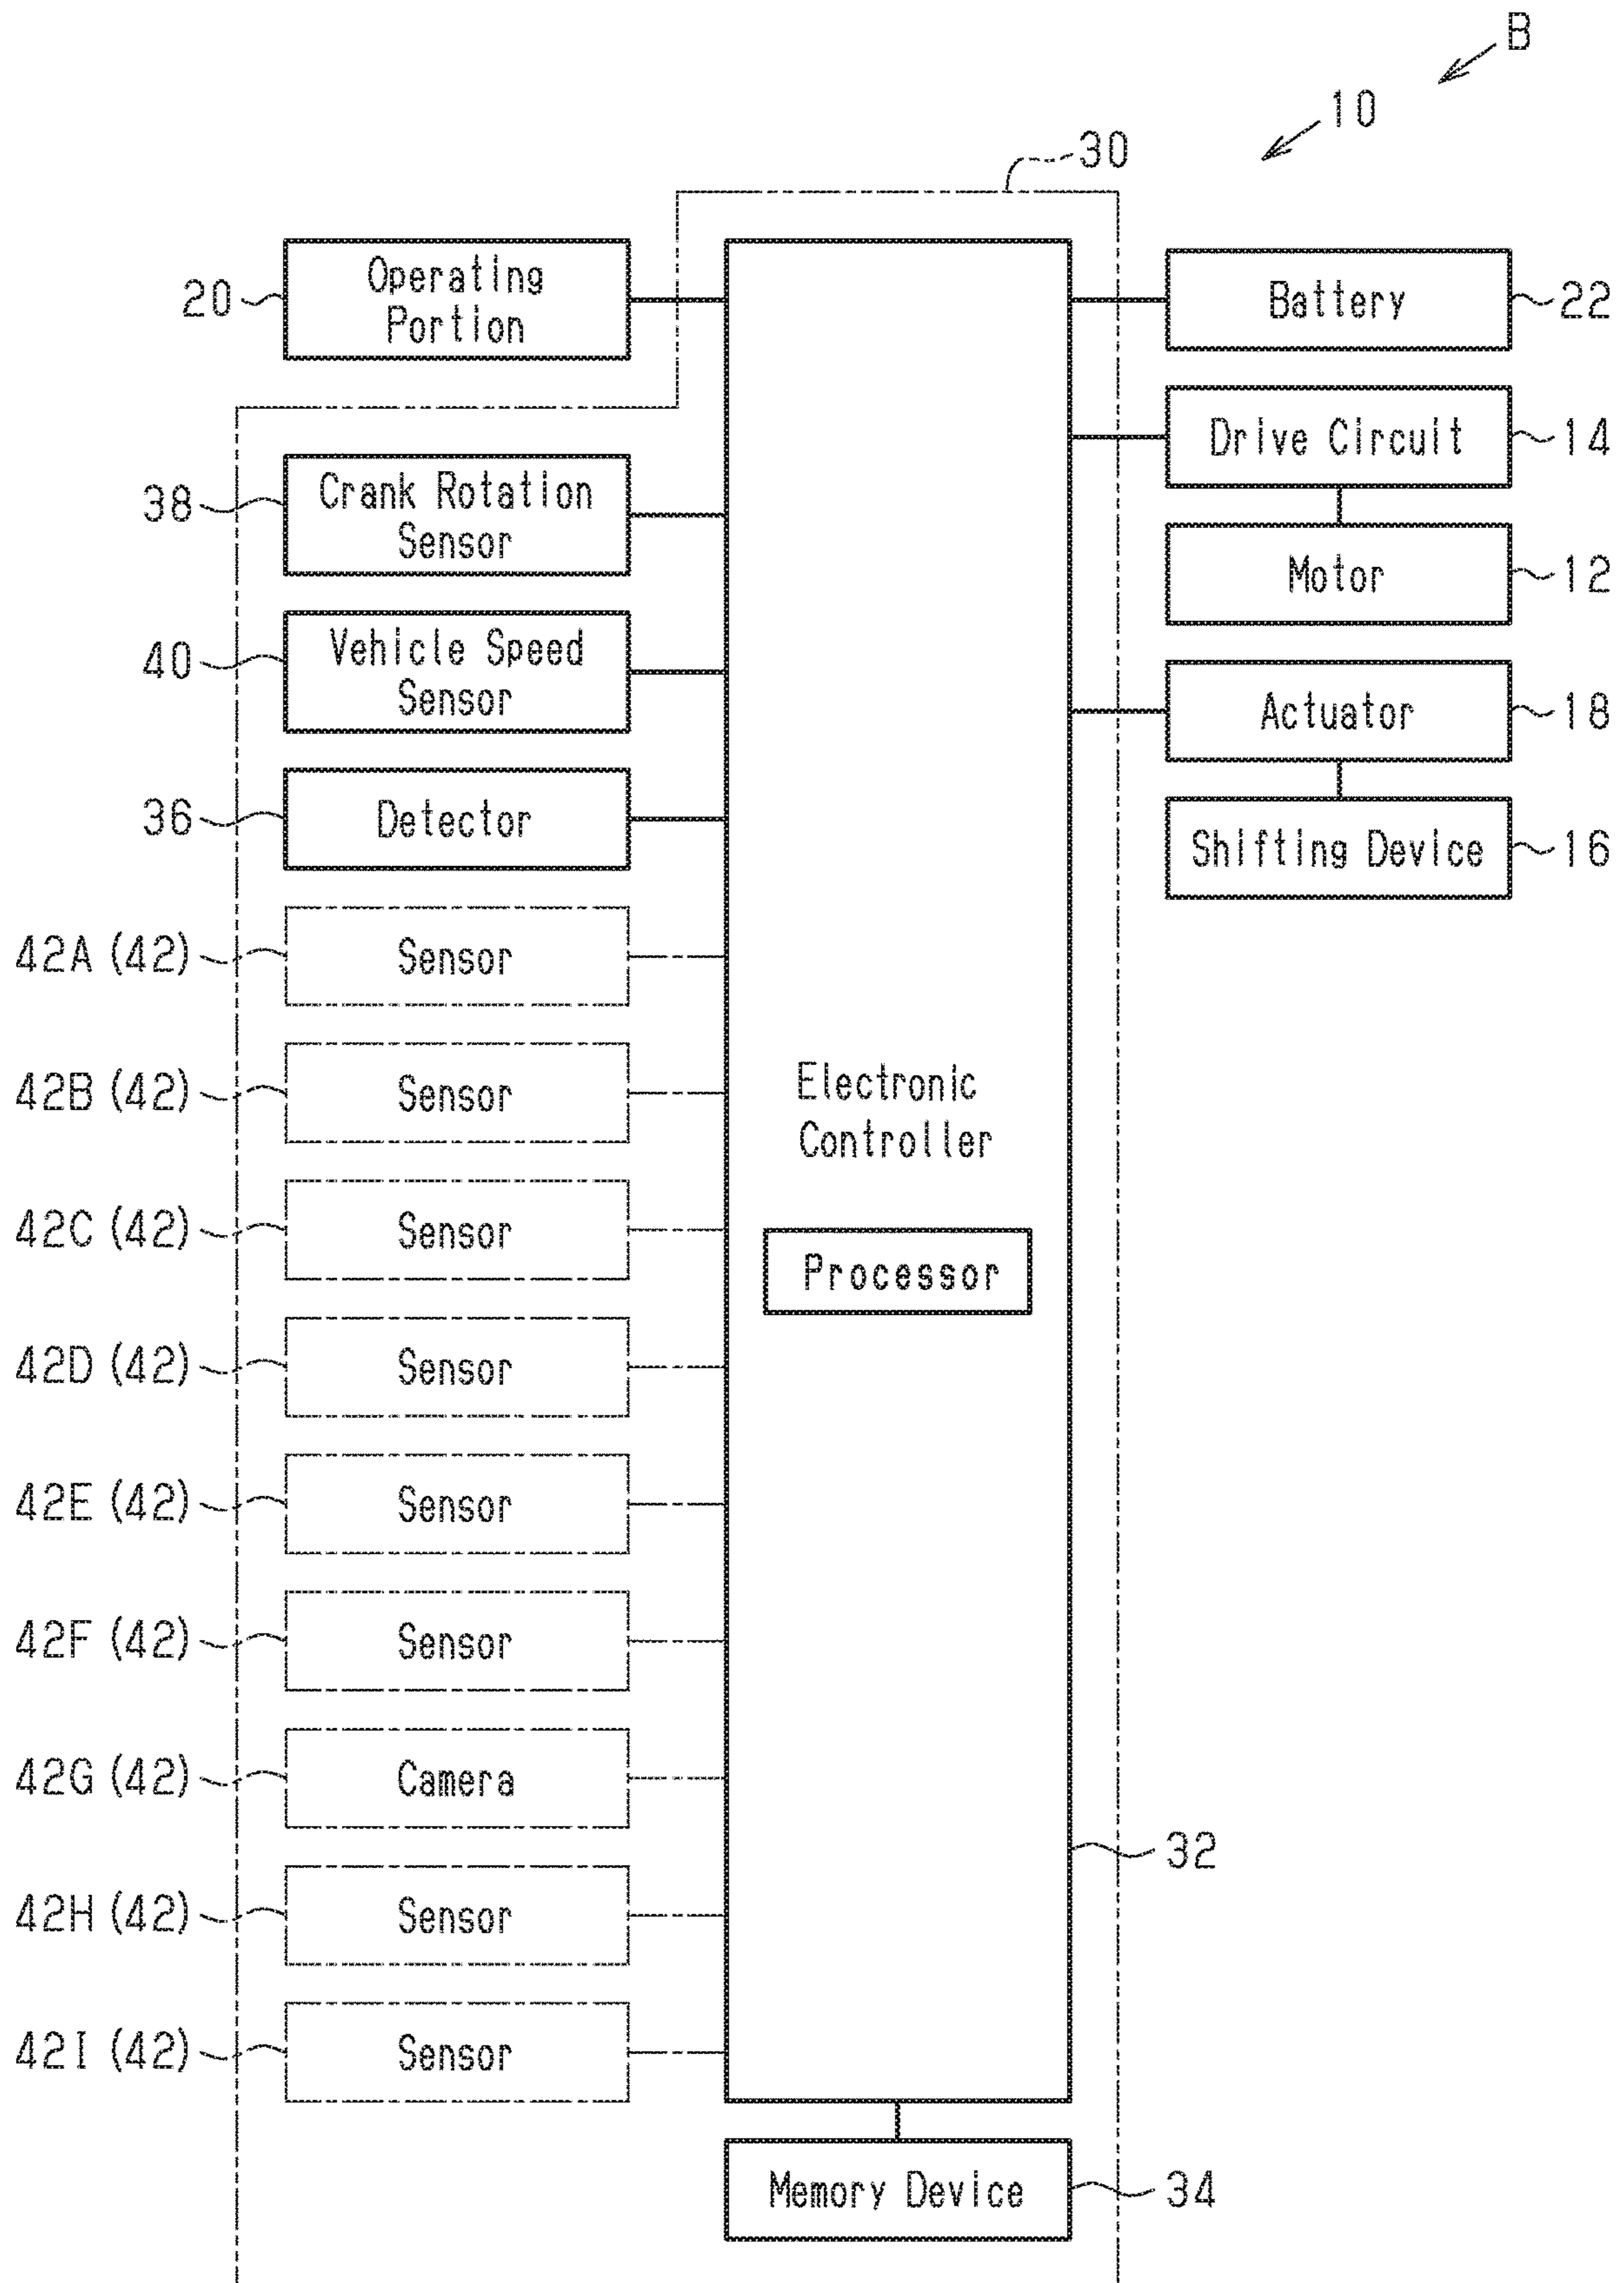 B
10
30
20
Operating
Portion
Battery
22
38
Crank Rotation
Sensor
Drive Circuit
14
Motor
12
40
Vehicle Speed
Sensor
Actuator
18
36
Detector
Shifting Device
16
42A (42)
Sensor
42B (42)
Sensor
Electronic
Controller
42C (42)
Sensor
Processor
42D (42)
Sensor
42E (42)
Sensor
42F (42)
Sensor
42G (42)
Camera
32
42H (42)
Sensor
42I (42)
Sensor
Memory Device
34